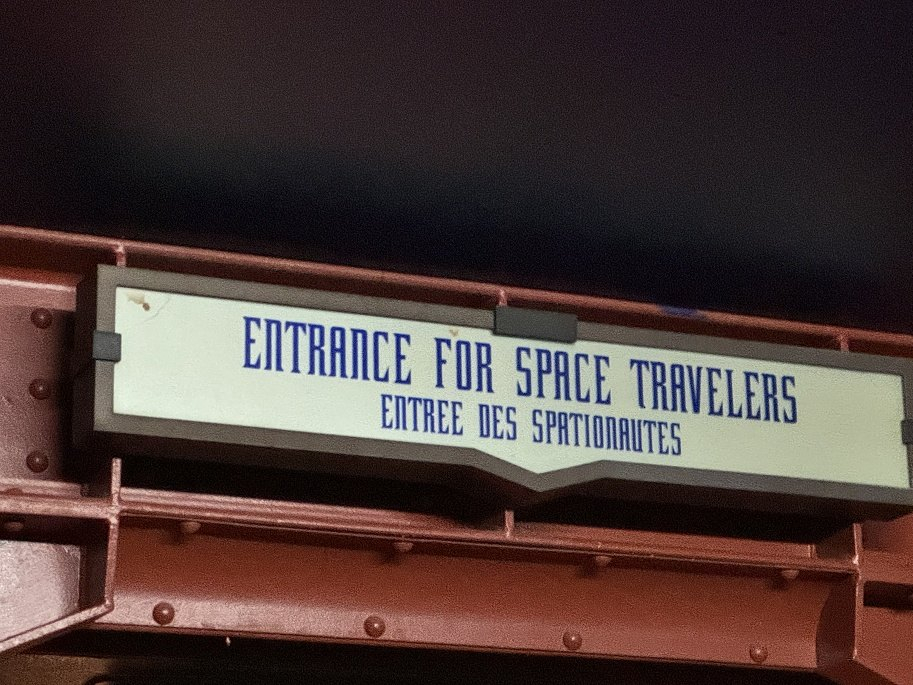 ENTRANCE FOR SPACE TRAVELERS
ENTREE DES SPATIONAUTES